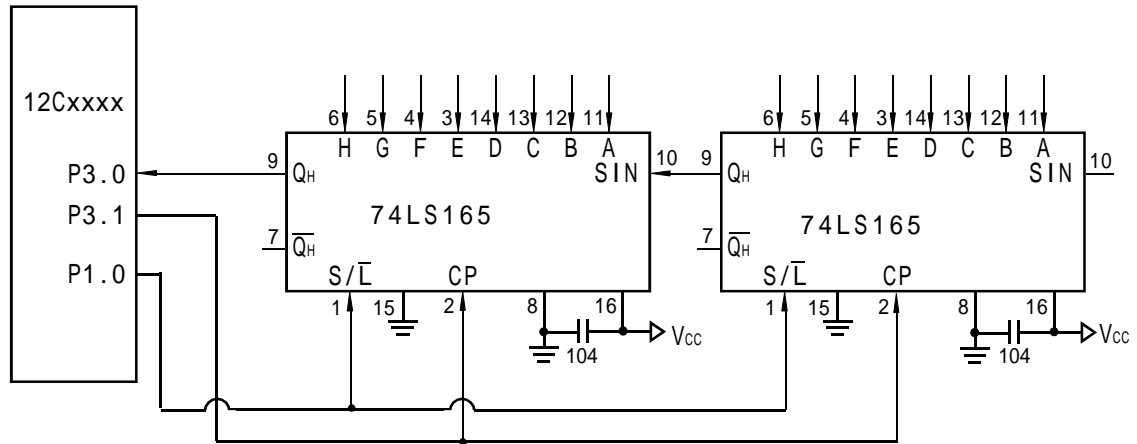 12Cxxxx
P3.0
P3.1
P1.0
6 5 4 3 14 13 12 11
H G F E D C B A
9 QH SIN 10
74LS165
7 Q̅H̅
S/L̅ CP
1 15 2 8 16
104 VCC
6 5 4 3 14 13 12 11
H G F E D C B A
9 QH SIN 10
74LS165
7 Q̅H̅
S/L̅ CP
1 15 2 8 16
104 VCC